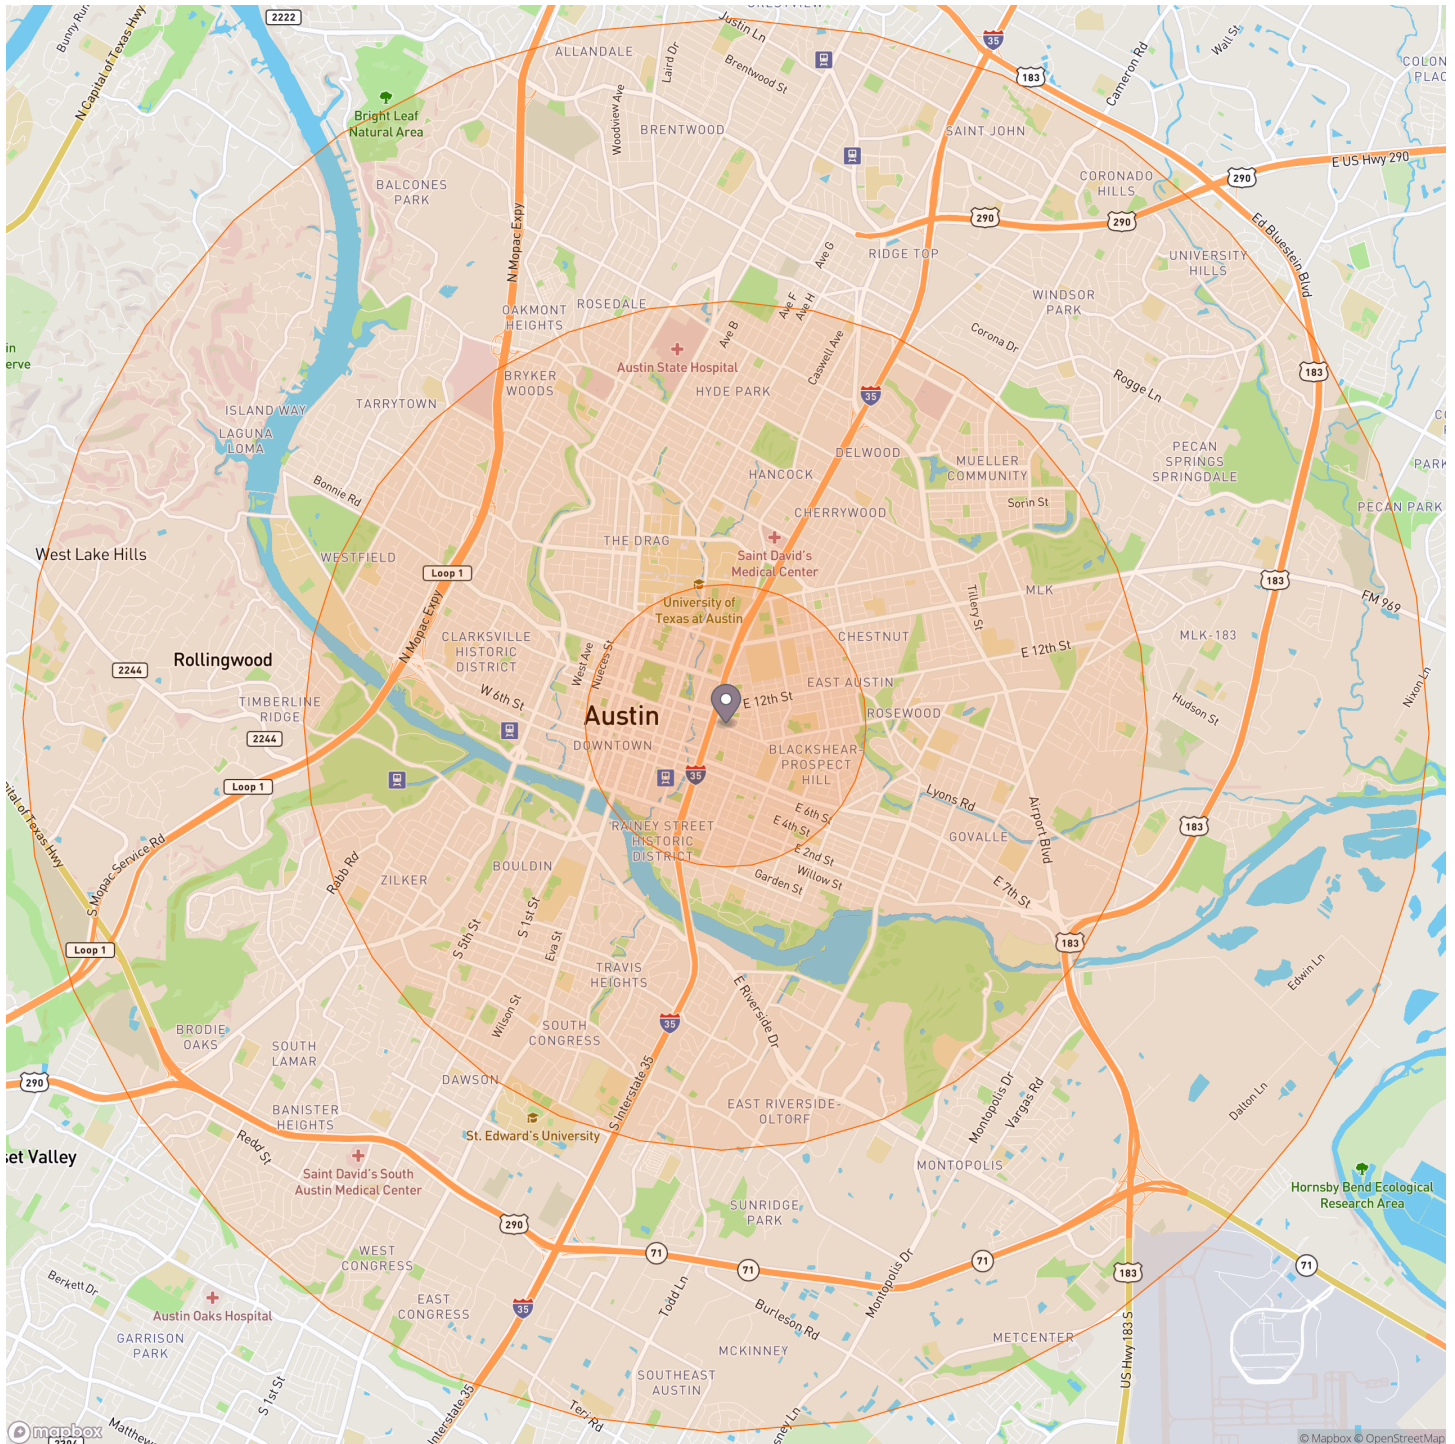 CRESTVIEW
2222
Justin Ln
35
Wall St
Bunny Run
N Capital of Texas Hwy
ALLANDALE
Laird Dr
Brentwood St
183
Cameron Rd
Bright Leaf
Natural Area
Woodview Ave
BRENTWOOD
SAINT JOHN
E US Hwy 290
290
CORONADO
HILLS
BALCONES
PARK
290
290
Ed Bluestein Blvd
N Mopac Expy
Ave G
RIDGE TOP
UNIVERSITY
HILLS
OAKMONT
HEIGHTS
ROSEDALE
Ave F
Ave H
WINDSOR
PARK
Ave B
Corona Dr
Caswell Ave
Austin State Hospital
BRYKER
WOODS
HYDE PARK
35
Rogge Ln
183
ISLAND WAY
TARRYTOWN
LAGUNA
LOMA
DELWOOD
PECAN
SPRINGS
SPRINGDALE
MUELLER
COMMUNITY
HANCOCK
Bonnie Rd
Sorin St
PECAN PARK
CHERRYWOOD
West Lake Hills
WESTFIELD
THE DRAG
Saint David's
Medical Center
Loop 1
183
MLK
FM 969
University of
Texas at Austin
Tillery St
N Mopac Expy
CLARKSVILLE
HISTORIC
DISTRICT
West Ave
Nueces St
CHESTNUT
E 12th St
MLK-183
Rollingwood
2244
EAST AUSTIN
W 6th St
E 12th St
Nixon Ln
TIMBERLINE
RIDGE
Austin
ROSEWOOD
Hudson St
2244
DOWNTOWN
BLACKSHEAR-
PROSPECT
HILL
35
Loop 1
Lyons Rd
E 6th St
E 4th St
Airport Blvd
183
RAINEY STREET
HISTORIC
DISTRICT
GOVALLE
E 2nd St
S Mopac Service Rd
Rabb Rd
ZILKER
BOULDIN
Willow St
Garden St
E 7th St
S 1st St
S 5th St
Eva St
Loop 1
183
Edwin Ln
TRAVIS
HEIGHTS
E Riverside Dr
Wilson St
BRODIE
OAKS
SOUTH
LAMAR
SOUTH
CONGRESS
35
290
DAWSON
S Interstate 35
EAST RIVERSIDE-
OLTORF
Montopolis Dr
Vargas Rd
Dalton Ln
BANISTER
HEIGHTS
St. Edward's University
Redd St
MONTOPOLIS
Saint David's South
Austin Medical Center
Hornsby Bend Ecological
Research Area
SUNRIDGE
PARK
290
WEST
CONGRESS
71
71
71
183
71
Berkett Dr
Todd Ln
Montopolis Dr
EAST
CONGRESS
35
Austin Oaks Hospital
Burleson Rd
GARRISON
PARK
METCENTER
MCKINNEY
US Hwy 183 S
SOUTHEAST
AUSTIN
S 1st St
Teri Rd
Interstate 35
mapbox
© Mapbox © OpenStreetMap